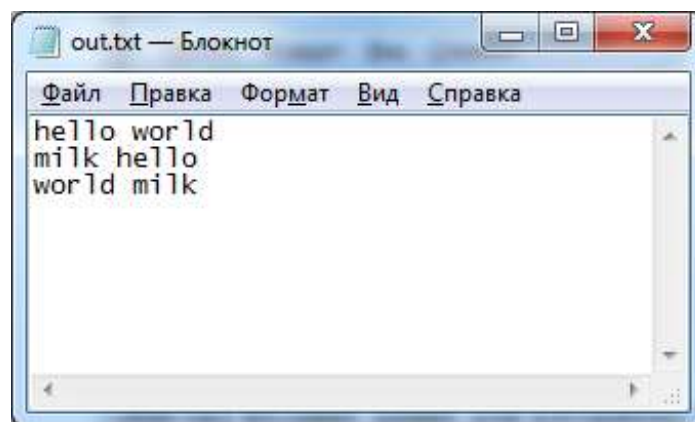 out.txt — Блокнот
Файл Правка Формат Вид Справка
hello world
milk hello
world milk